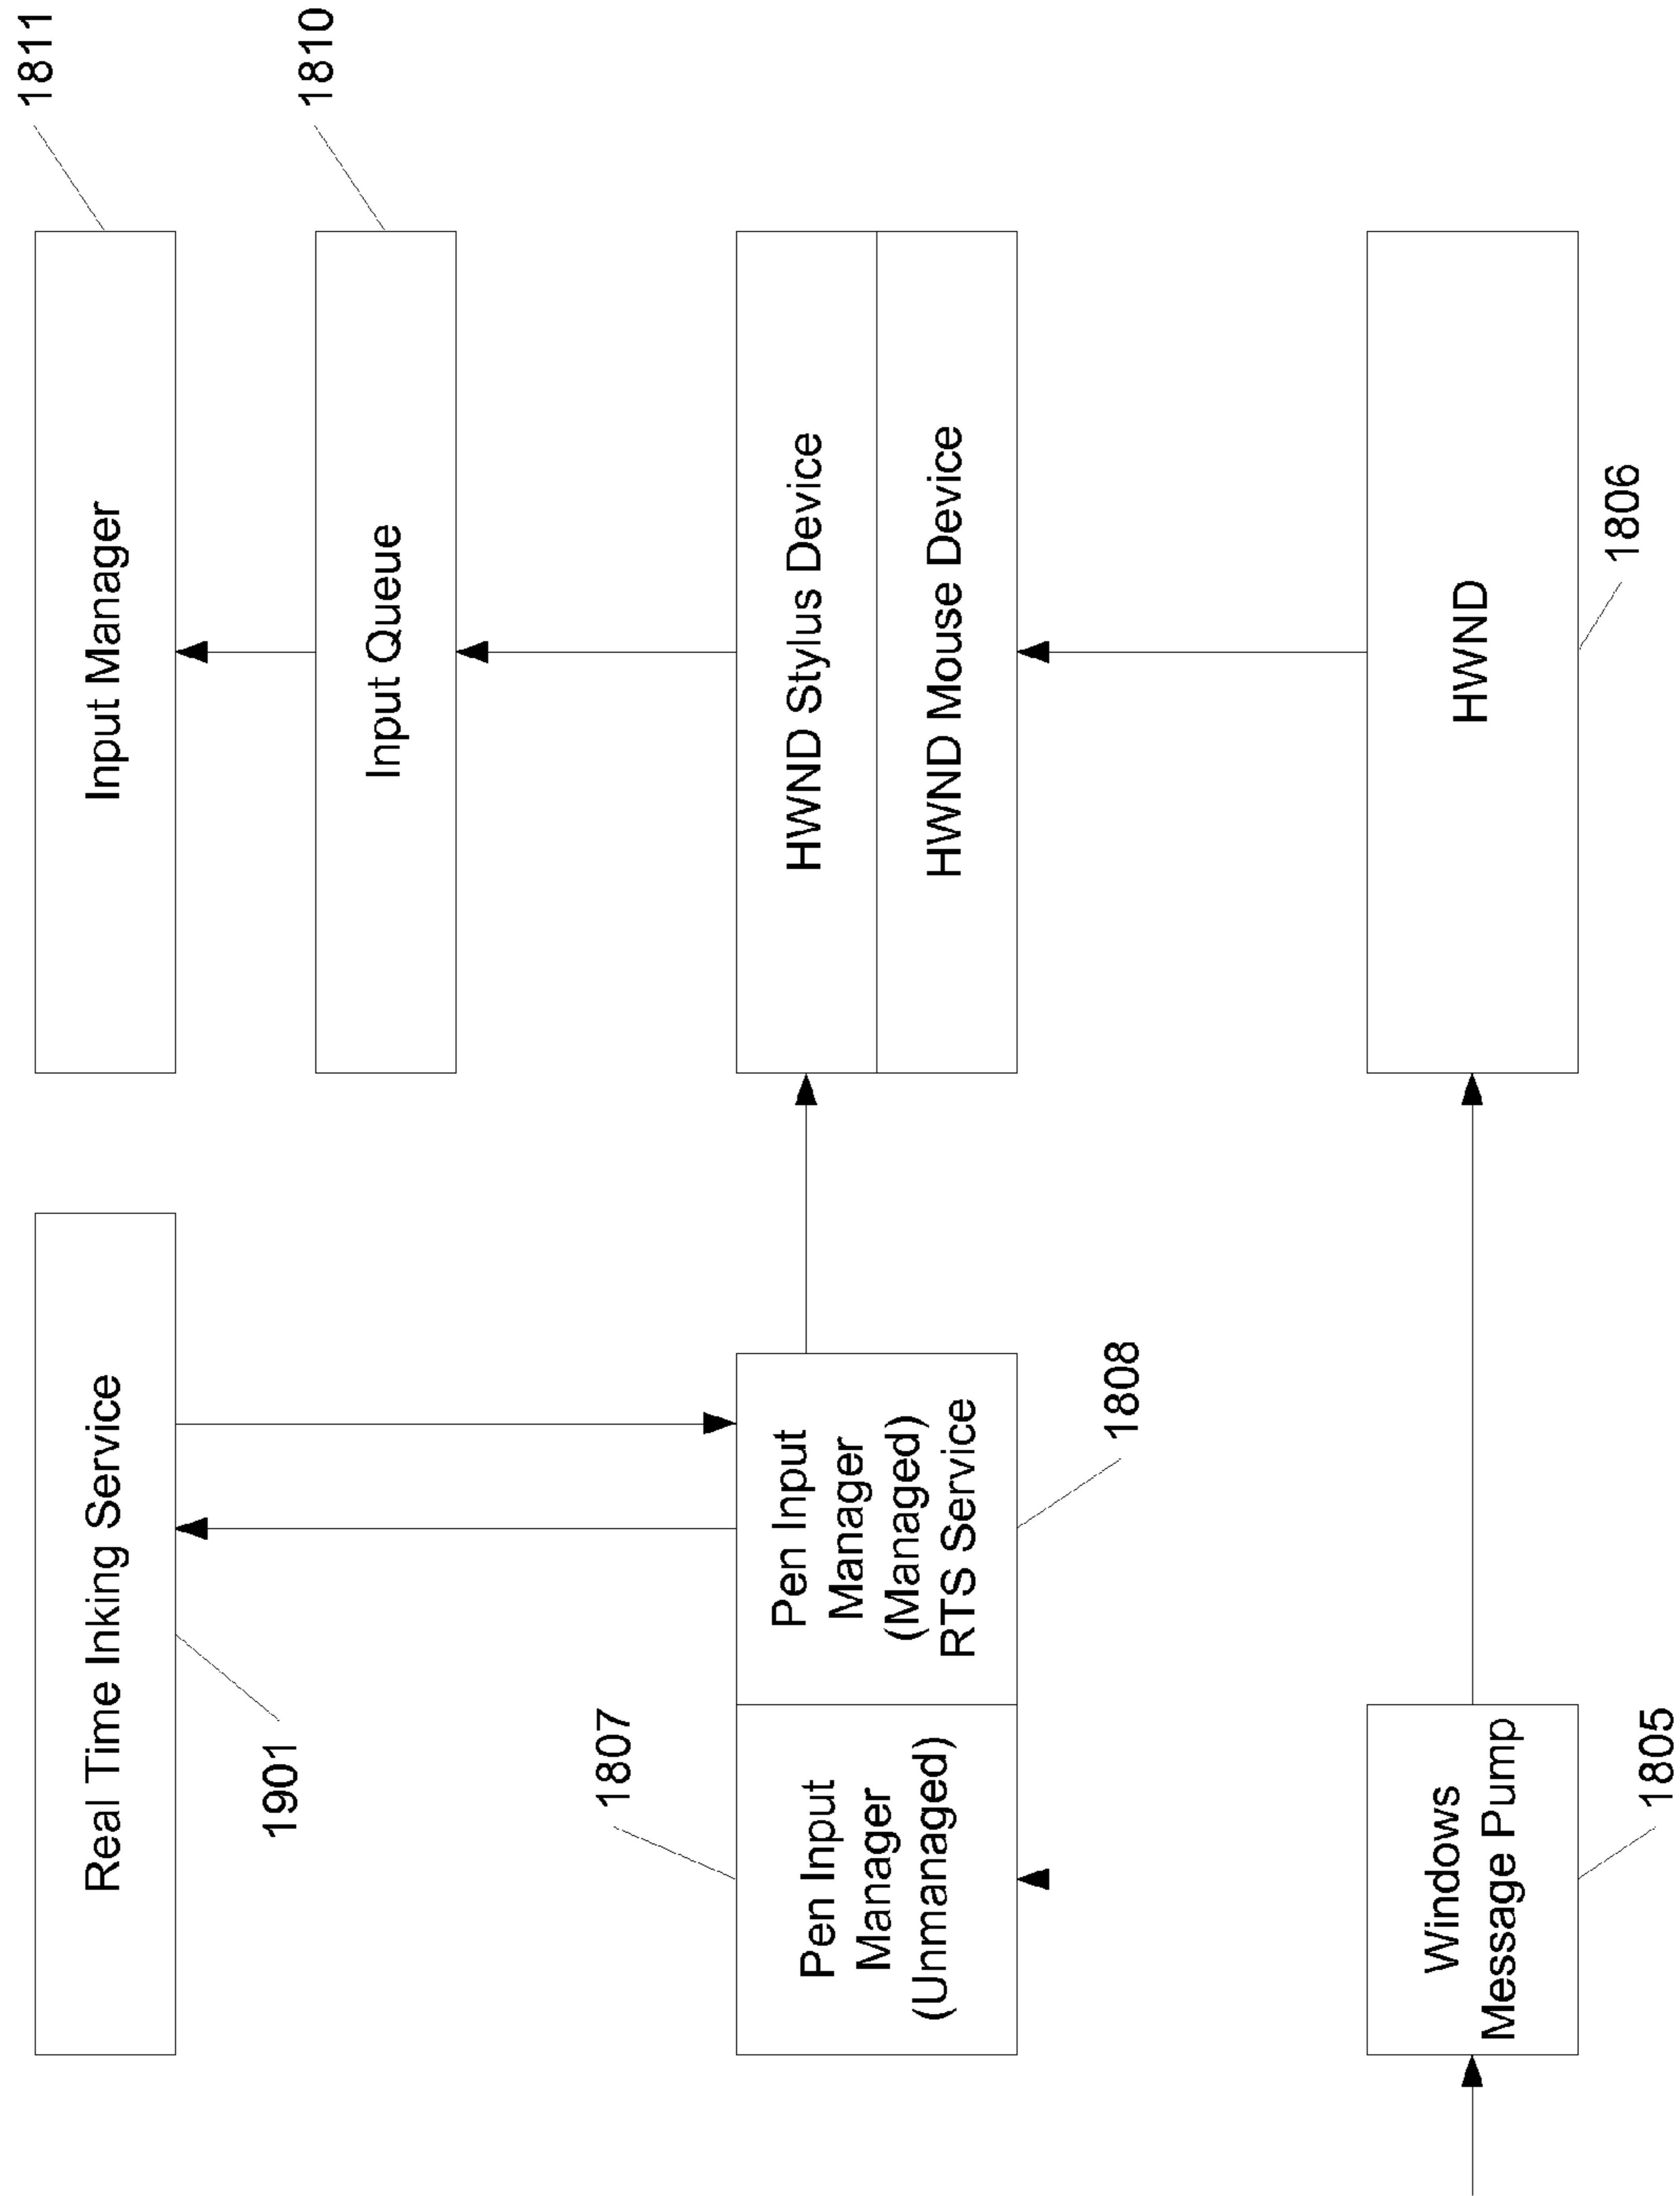 Real Time Inking Service
Input Manager
1811
1901
Input Queue
1810
1807
Pen Input
Manager
(Unmanaged)
Pen Input
Manager
(Managed)
RTS Service
HWND Stylus Device
HWND Mouse Device
1808
Windows
Message Pump
HWND
1805
1806